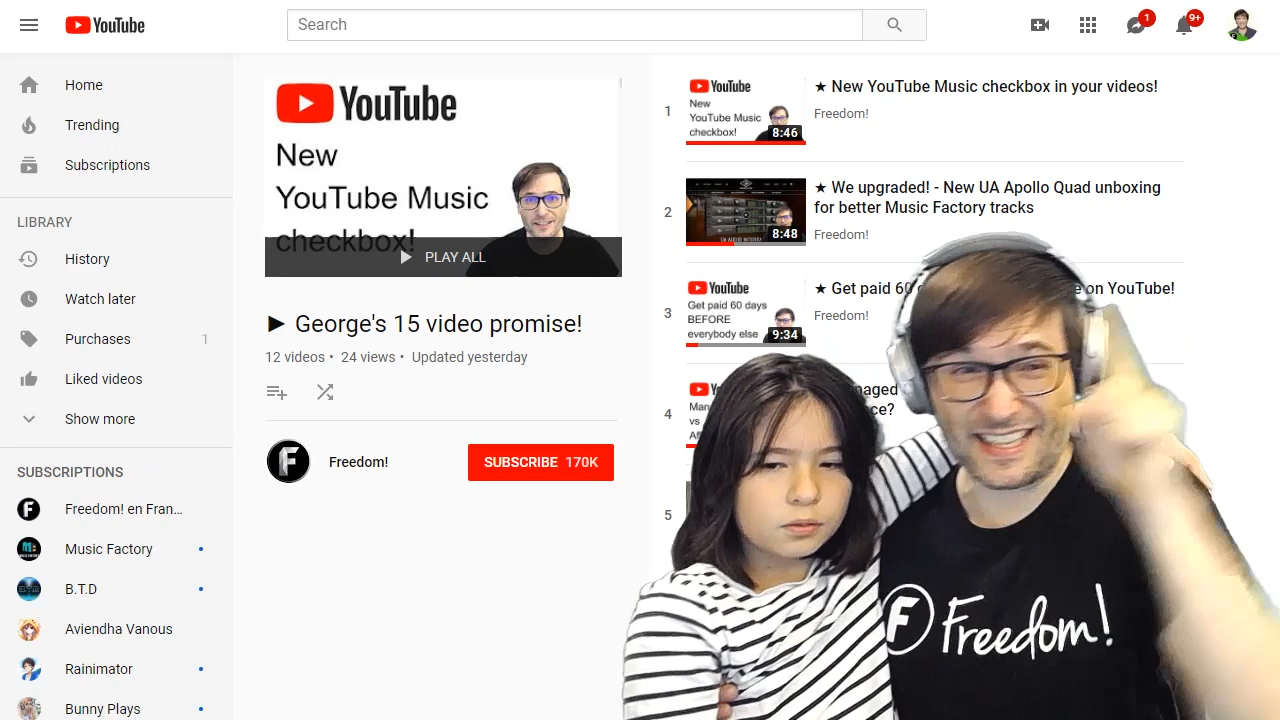 YouTube
Search
1
9+
Home
Trending
Subscriptions
LIBRARY
History
Watch later
Purchases 1
Liked videos
Show more
SUBSCRIPTIONS
Freedom! en Fran...
Music Factory
B.T.D
Aviendha Vanous
Rainimator
Bunny Plays
YouTube
New
YouTube Music
checkbox!
PLAY ALL
► George's 15 video promise!
12 videos • 24 views • Updated yesterday
F
Freedom!
SUBSCRIBE 170K
1
YouTube
New
YouTube Music
checkbox!
8:46
★ New YouTube Music checkbox in your videos!
Freedom!
2
8:48
★ We upgraded! - New UA Apollo Quad unboxing
for better Music Factory tracks
Freedom!
3
YouTube
Get paid 60 days
BEFORE
everybody else
9:34
★ Get paid 60
e on YouTube!
Freedom!
4
vs
5
F Freedom!